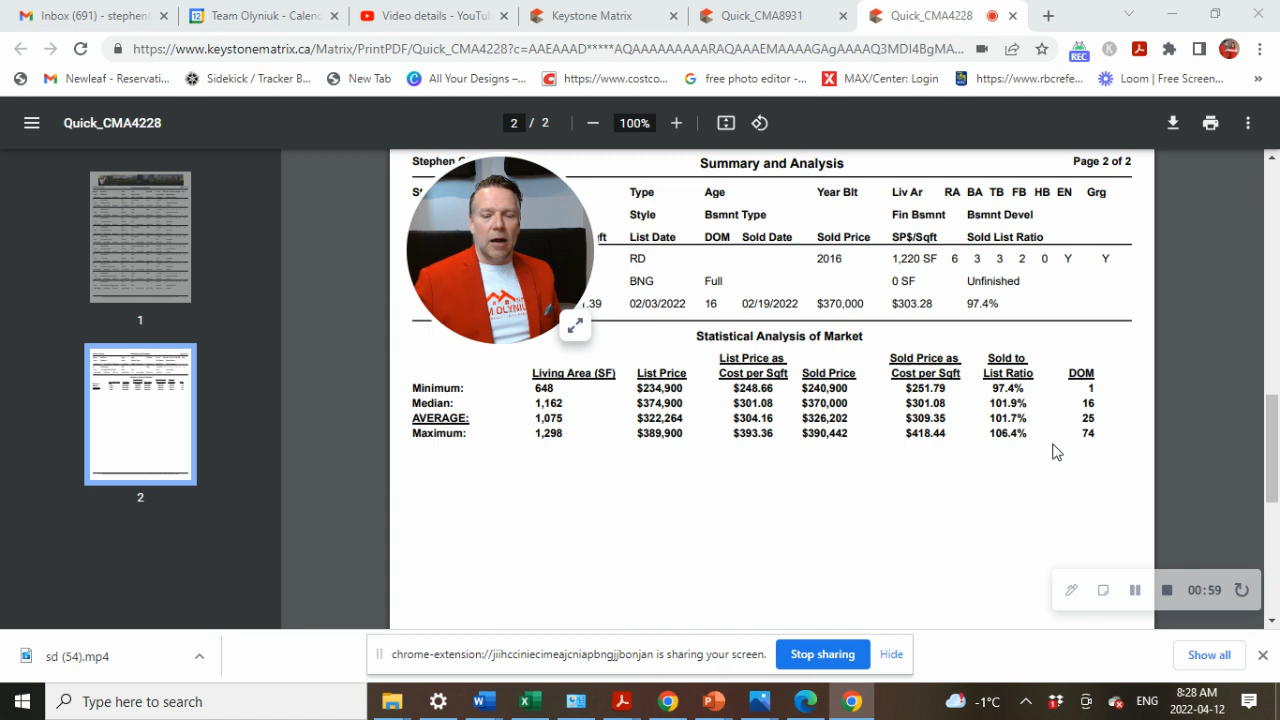 Inbox (691) - stephen
Team Olyniuk - Calend
Video details - YouTu
Keystone Matrix
Quick_CMA8931
Quick_CMA4228
https://www.keystonematrix.ca/Matrix/PrintPDF/Quick_CMA4228?c=AAEAAAD*****AQAAAAAAAAARAQAAAEMAAAAGAgAAAAQ3MDI4BgMA...
REC
Newleaf - Reservati...
Sidekick / Tracker B...
New Tab
All Your Designs –...
https://www.costco...
free photo editor -...
MAX/Center: Login
https://www.rbcrefe...
Loom | Free Screen...
Quick_CMA4228
2 / 2
100%
Stephen
Summary and Analysis
Page 2 of 2
Type Age Year Blt Liv Ar RA BA TB FB HB EN Grg
Style Bsmnt Type Fin Bsmnt Bsmnt Devel
List Date DOM Sold Date Sold Price SP$/Sqft Sold List Ratio
RD 2016 1,220 SF 6 3 3 2 0 Y Y
BNG Full 0 SF Unfinished
.39 02/03/2022 16 02/19/2022 $370,000 $303.28 97.4%
Statistical Analysis of Market
List Price as Sold Price as Sold to
Living Area (SF) List Price Cost per Sqft Sold Price Cost per Sqft List Ratio DOM
Minimum: 648 $234,900 $248.66 $240,900 $251.79 97.4% 1
Median: 1,162 $374,900 $301.08 $370,000 $301.08 101.9% 16
AVERAGE: 1,075 $322,264 $304.16 $326,202 $309.35 101.7% 25
Maximum: 1,298 $389,900 $393.36 $390,442 $418.44 106.4% 74
1
2
00:59
sd (54).mp4
chrome-extension://jiihcciniecimeajcniapbngjjbonjan is sharing your screen.
Stop sharing
Hide
Show all
Type here to search
-1°C
ENG
8:28 AM
2022-04-12